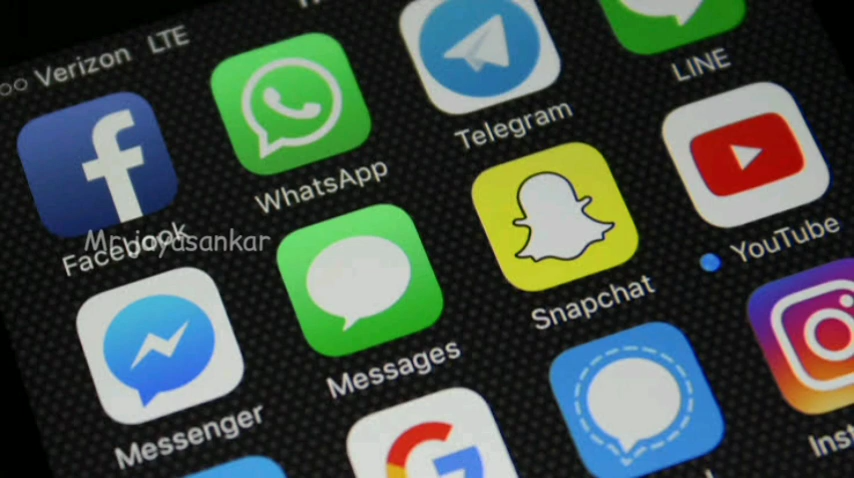 Verizon LTE
Facebook
WhatsApp
Telegram
LINE
Mr.jayasankar
Messenger
Messages
Snapchat
YouTube